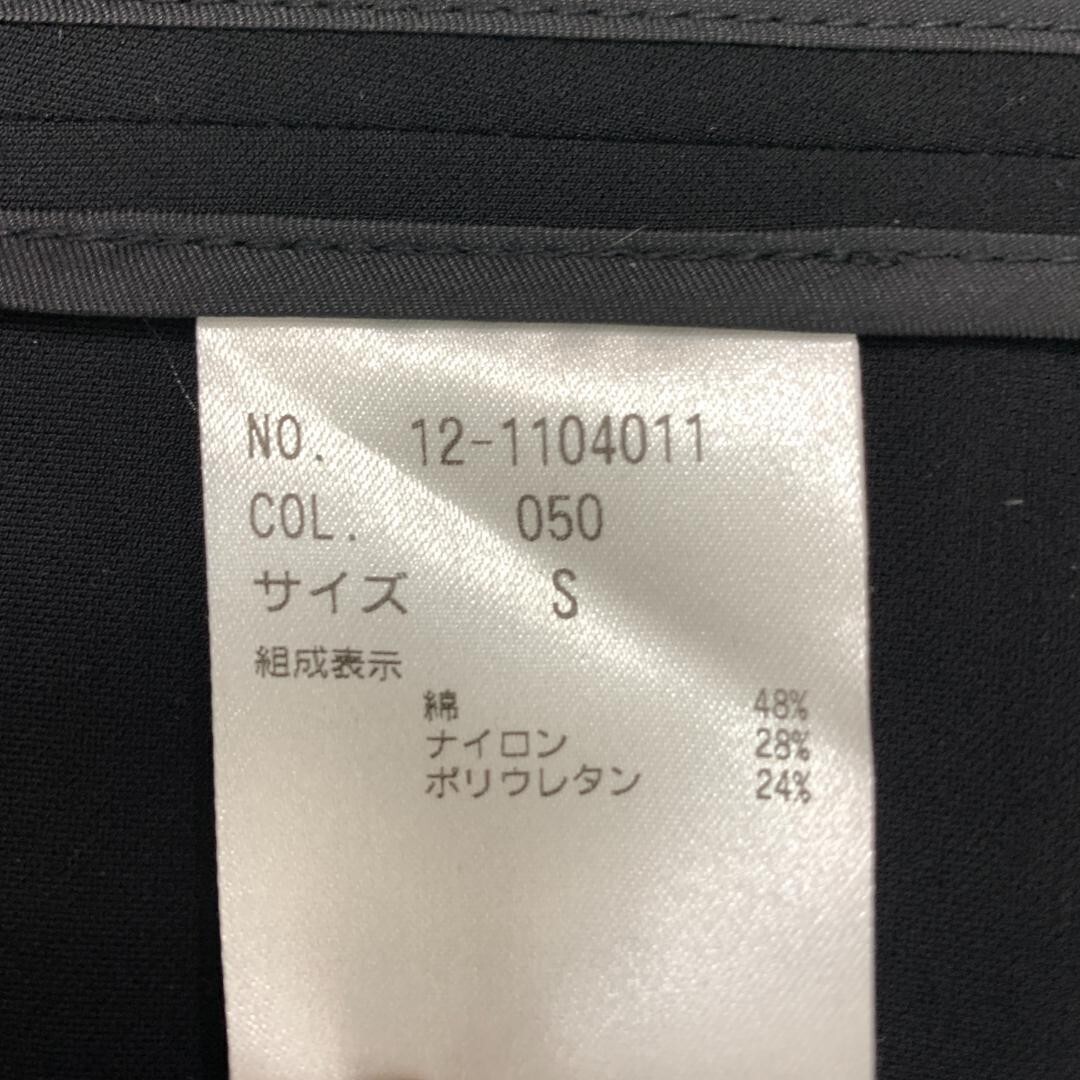 NO. 12-1104011
COL. 050
サイズ S
組成表示
綿 48%
ナイロン 28%
ポリウレタン 24%